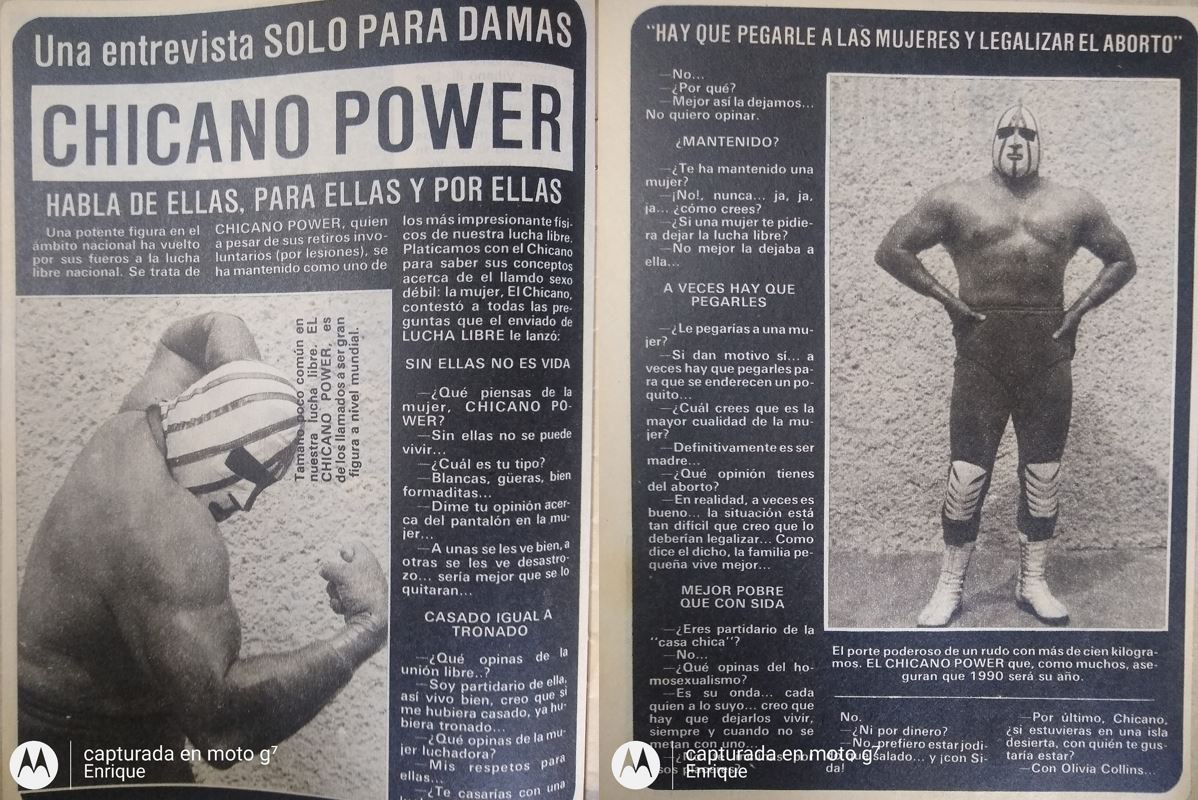 Una entrevista SOLO PARA DAMAS
CHICANO POWER
HABLA DE ELLAS, PARA ELLAS Y POR ELLAS
Una potente figura en el
ámbito nacional ha vuelto
por sus fueros a la lucha
libre nacional. Se trata de
CHICANO POWER, quien
a pesar de sus retiros invo-
luntarios (por lesiones), se
ha mantenido como uno de
los más impresionante físi-
cos de nuestra lucha libre.
Platicamos con el Chicano
para saber sus conceptos
acerca de el llamdo sexo
débil: la mujer, El Chicano,
contestó a todas las pre-
guntas que el enviado de
LUCHA LIBRE le lanzó:
SIN ELLAS NO ES VIDA
—¿Qué piensas de la
mujer, CHICANO PO-
WER?
—Sin ellas no se puede
vivir...
—¿Cuál es tu tipo?
—Blancas, güeras, bien
formaditas...
—Dime tu opinión acer-
ca del pantalón en la mu-
jer...
—A unas se les ve bien, a
otras se les ve desastro-
zo... sería mejor que se lo
quitaran...
CASADO IGUAL A
TRONADO
—¿Qué opinas de la
unión libre..?
—Soy partidario de ella,
así vivo bien, creo que si
me hubiera casado, ya hu-
biera tronado...
—¿Qué opinas de la mu-
jer luchadora?
—Mis respetos para
ellas...
—¿Te casarías con una
Tamaño poco común en
nuestra lucha libre. EL
CHICANO POWER, es
de los llamados a ser gran
figura a nivel mundial.
capturada en moto g⁷
Enrique
"HAY QUE PEGARLE A LAS MUJERES Y LEGALIZAR EL ABORTO"
—No...
—¿Por qué?
—Mejor así la dejamos...
No quiero opinar.
¿MANTENIDO?
—¿Te ha mantenido una
mujer?
—¡No!, nunca... ja, ja,
ja... ¿cómo crees?
—¿Si una mujer te pidie-
ra dejar la lucha libre?
—No mejor la dejaba a
ella...
A VECES HAY QUE
PEGARLES
—¿Le pegarías a una mu-
jer?
—Si dan motivo sí... a
veces hay que pegarles pa-
ra que se enderecen un po-
quito...
—¿Cuál crees que es la
mayor cualidad de la mu-
jer?
—Definitivamente es ser
madre...
—¿Qué opinión tienes
del aborto?
—En realidad, a veces es
bueno... la situación está
tan difícil que creo que lo
deberían legalizar... Como
dice el dicho, la familia pe-
queña vive mejor...
MEJOR POBRE
QUE CON SIDA
—¿Eres partidario de la
"casa chica"?
—No...
—¿Qué opinas del ho-
mosexualismo?
—Es su onda... cada
quien a lo suyo... creo que
hay que dejarlos vivir,
siempre y cuando no se
metan con uno...
El porte poderoso de un rudo con más de cien kilogra-
mos. EL CHICANO POWER que, como muchos, ase-
guran que 1990 será su año.
No.
—¿Ni por dinero?
—No, prefiero estar jodi-
salado... y ¡con Si-
da!
—Por último, Chicano,
¿si estuvieras en una isla
desierta, con quién te gus-
taría estar?
—Con Olivia Collins...
capturada en moto g⁷
Enrique